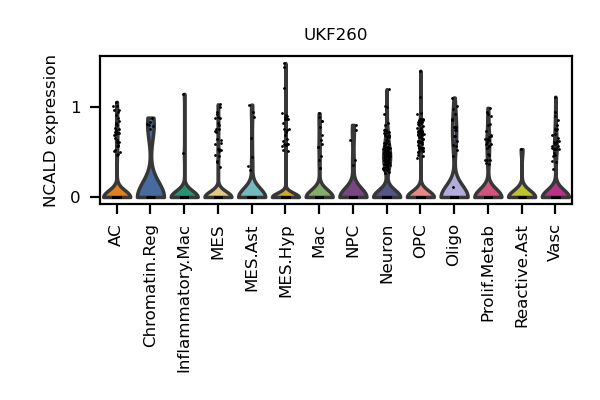 UKF260
NCALD expression
1
0
AC
Chromatin.Reg
Inflammatory.Mac
MES
MES.Ast
MES.Hyp
Mac
NPC
Neuron
OPC
Oligo
Prolif.Metab
Reactive.Ast
Vasc